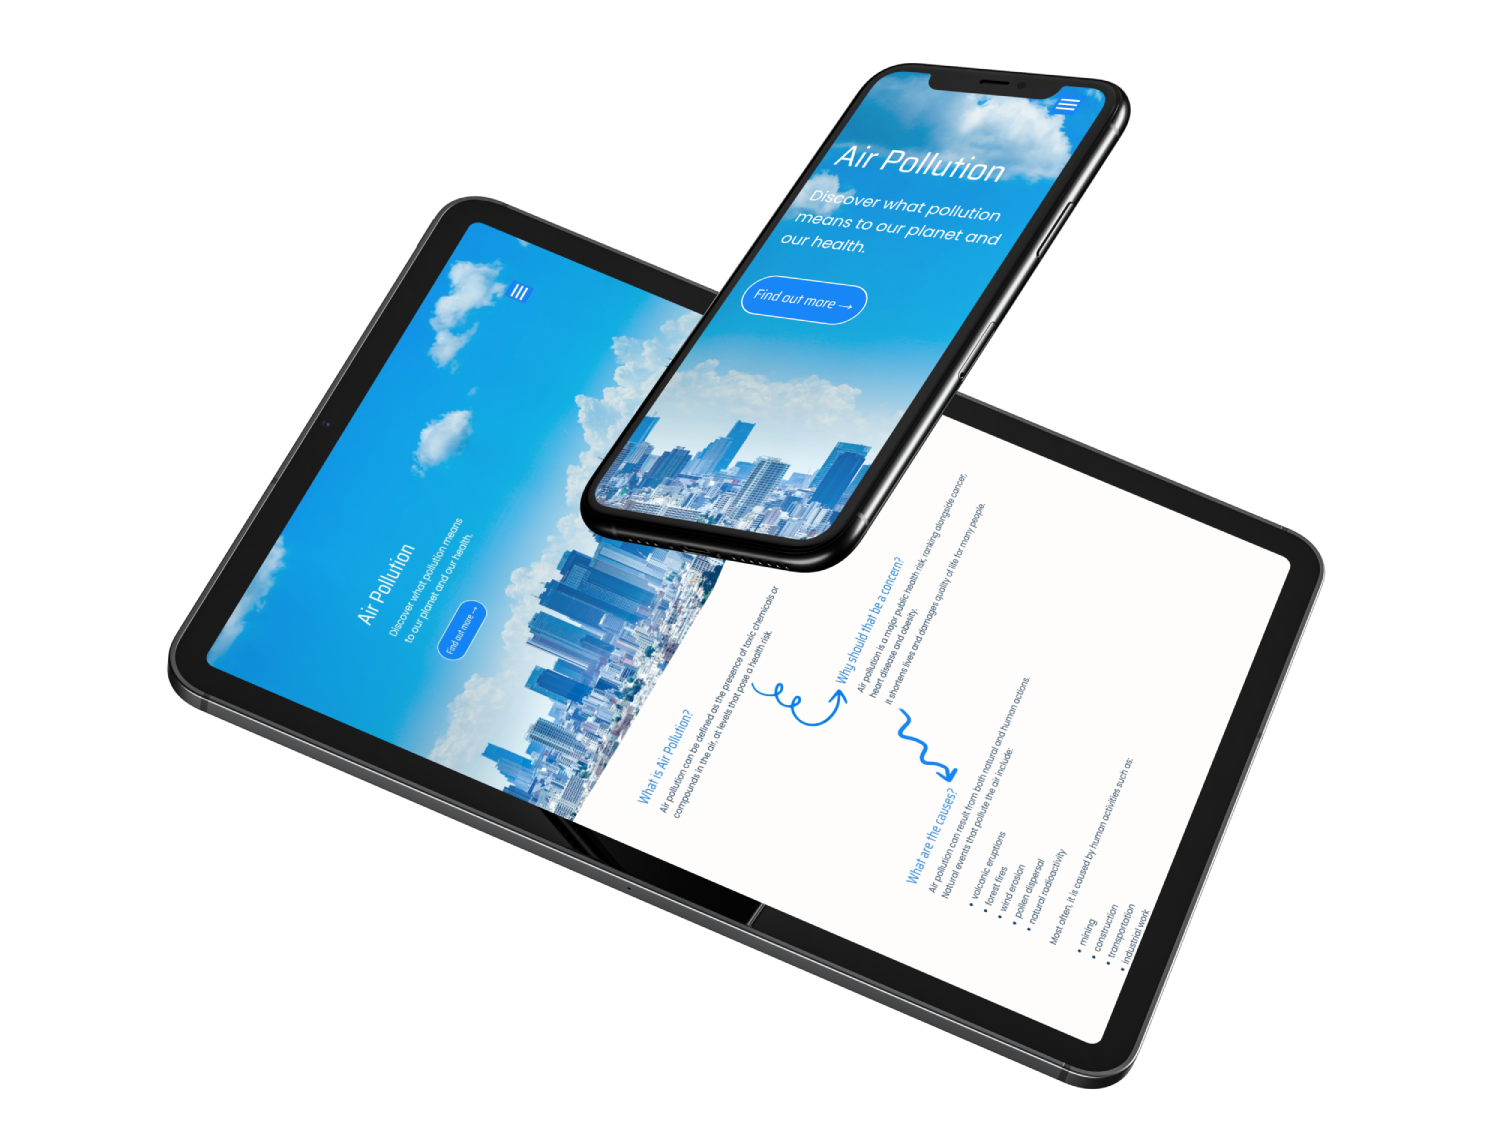 Air Pollution
Discover what pollution
means to our planet and
our health.
Find out more →
Air Pollution
Discover what pollution means
to our planet and our health.
Find out more →
What is Air Pollution?
Air pollution can be defined as the presence of toxic chemicals or
compounds in the air, at levels that pose a health risk.
Why should that be a concern?
Air pollution is a major public health risk, ranking alongside cancer,
heart disease and obesity.
It shortens lives and damages quality of life for many people.
What are the causes?
Air pollution can result from both natural and human actions.
Natural events that pollute the air include:
• volcanic eruptions
• forest fires
• wind erosion
• pollen dispersal
• natural radioactivity
Most often, it is caused by human activities such as:
• mining
• construction
• transportation
• industrial work